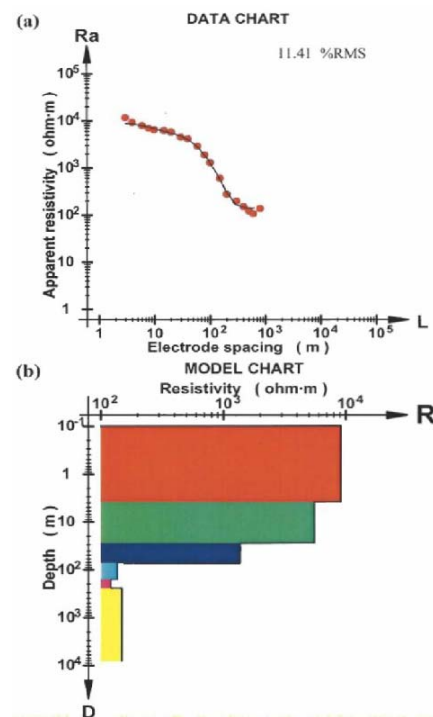 (a)
DATA CHART
Ra
11.41 %RMS
10⁵
10⁴
10³
10²
10
1
Apparent resistivity ( ohm·m )
1 10 10² 10³ 10⁴ 10⁵ L
Electrode spacing ( m )
(b)
MODEL CHART
Resistivity ( ohm·m )
10² 10³ 10⁴ R
10⁻¹
1
10
10²
10³
10⁴
Depth ( m )
D